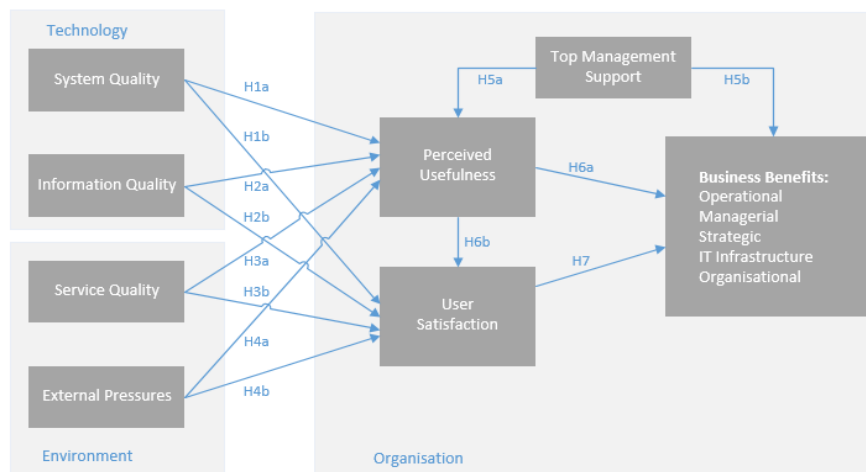 Technology
System Quality
Information Quality
Service Quality
External Pressures
Environment
H1a
H1b
H2a
H2b
H3a
H3b
H4a
H4b
Top Management
Support
H5a
H5b
Perceived
Usefulness
H6a
H6b
User
Satisfaction
H7
Business Benefits:
Operational
Managerial
Strategic
IT Infrastructure
Organisational
Organisation